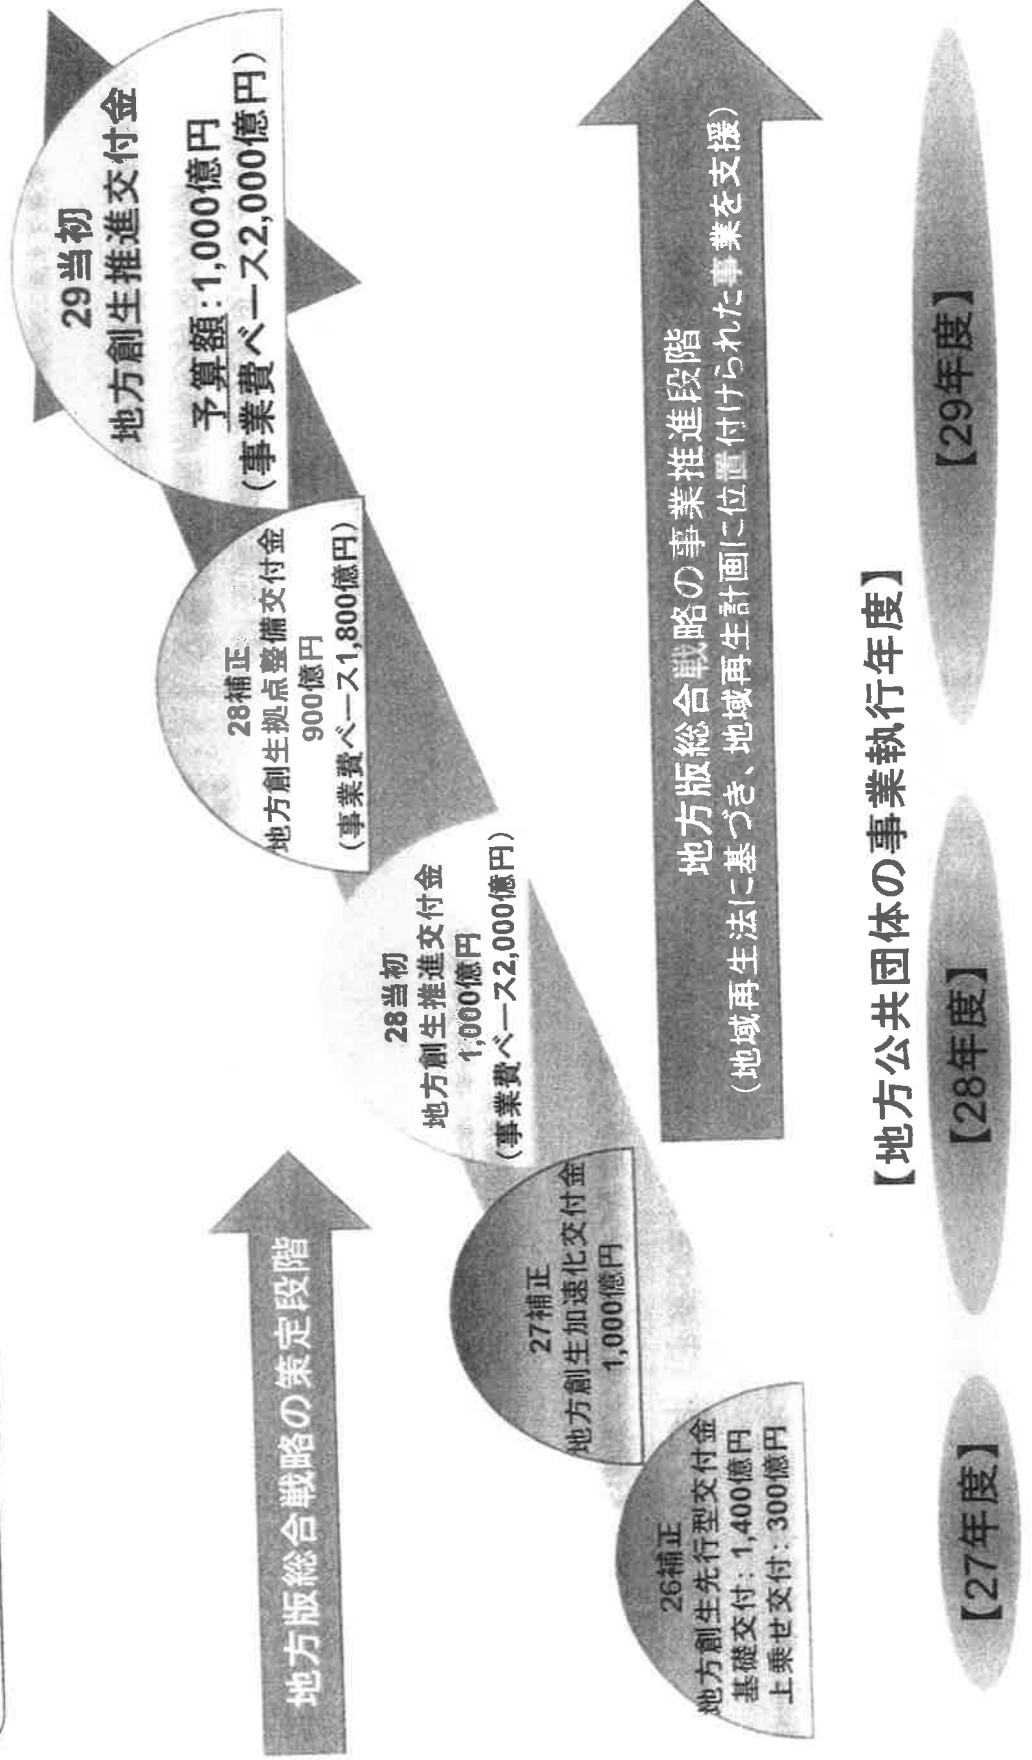 地方版総合戦略の策定段階
26補正
地方創生先行型交付金
基礎交付：1,400億円
上乗せ交付：300億円
27補正
地方創生加速化交付金
1,000億円
28当初
地方創生推進交付金
1,000億円
(事業費ベース2,000億円)
28補正
地方創生拠点整備交付金
900億円
(事業費ベース1,800億円)
29当初
地方創生推進交付金
予算額：1,000億円
(事業費ベース2,000億円)
地方版総合戦略の事業推進段階
(地域再生法に基づき、地域再生計画に位置付けられた事業を支援)
【地方公共団体の事業執行年度】
【27年度】
【28年度】
【29年度】